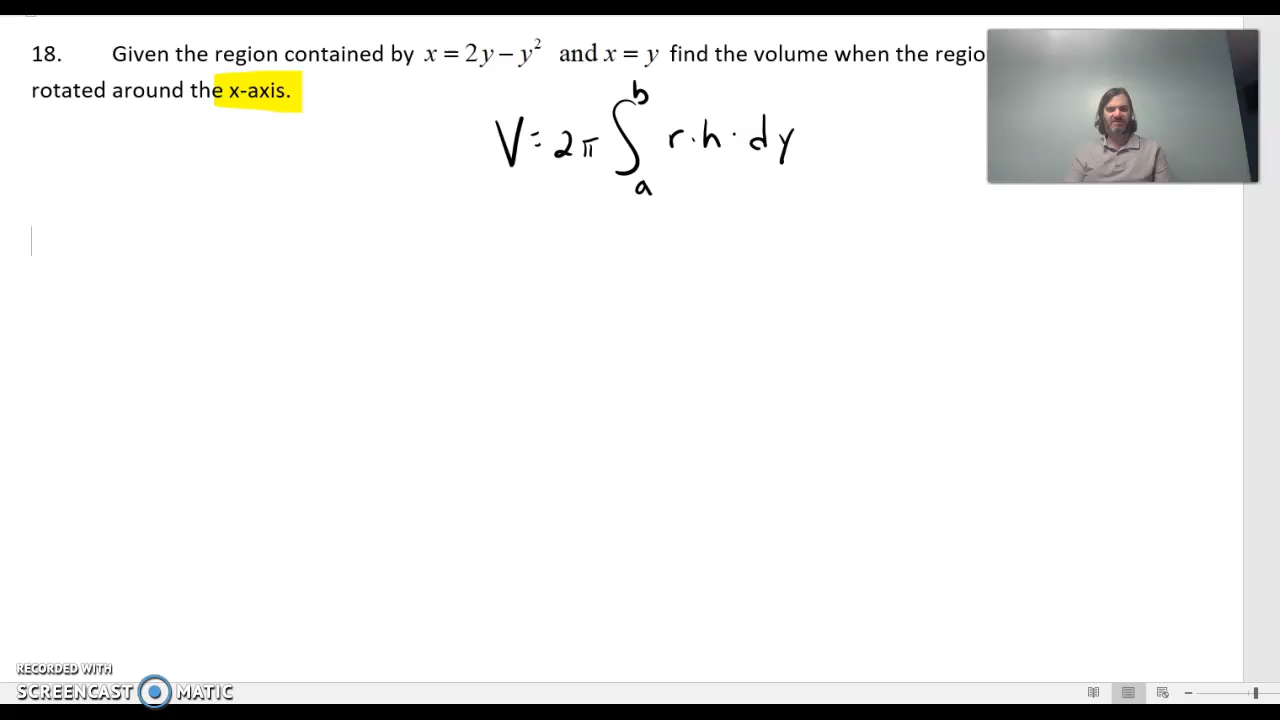 18. Given the region contained by x = 2y − y² and x = y find the volume when the regio
rotated around the x-axis.
V = 2π ∫ₐᵇ r · h · dy
RECORDED WITH
SCREENCAST MATIC